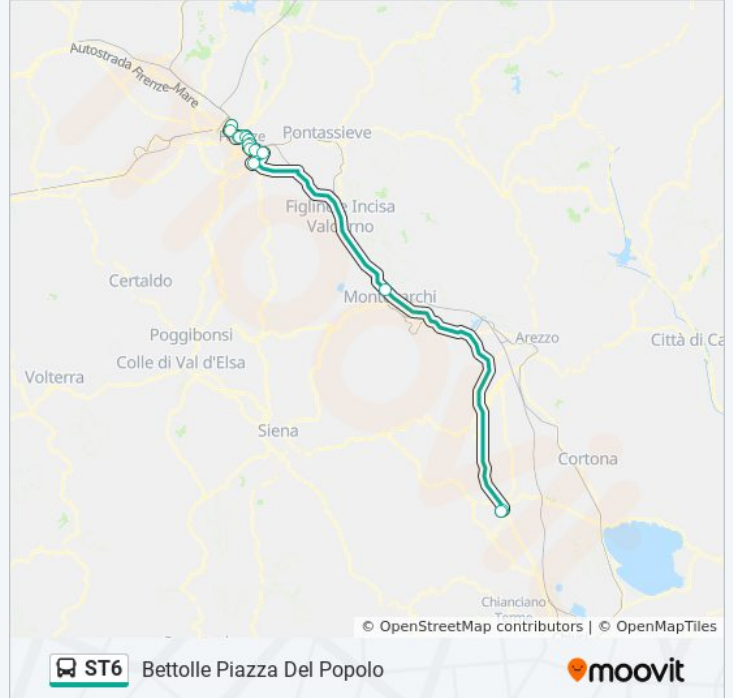 Autostrada Firenze-Mare
Pontassieve
Figline e Incisa
Valdarno
Certaldo
Montevarchi
Poggibonsi
Arezzo
Città di Ca
Colle di Val d'Elsa
Volterra
Siena
Cortona
Chianciano
Terme
© OpenStreetMap contributors | © OpenMapTiles
ST6 Bettolle Piazza Del Popolo
moovit